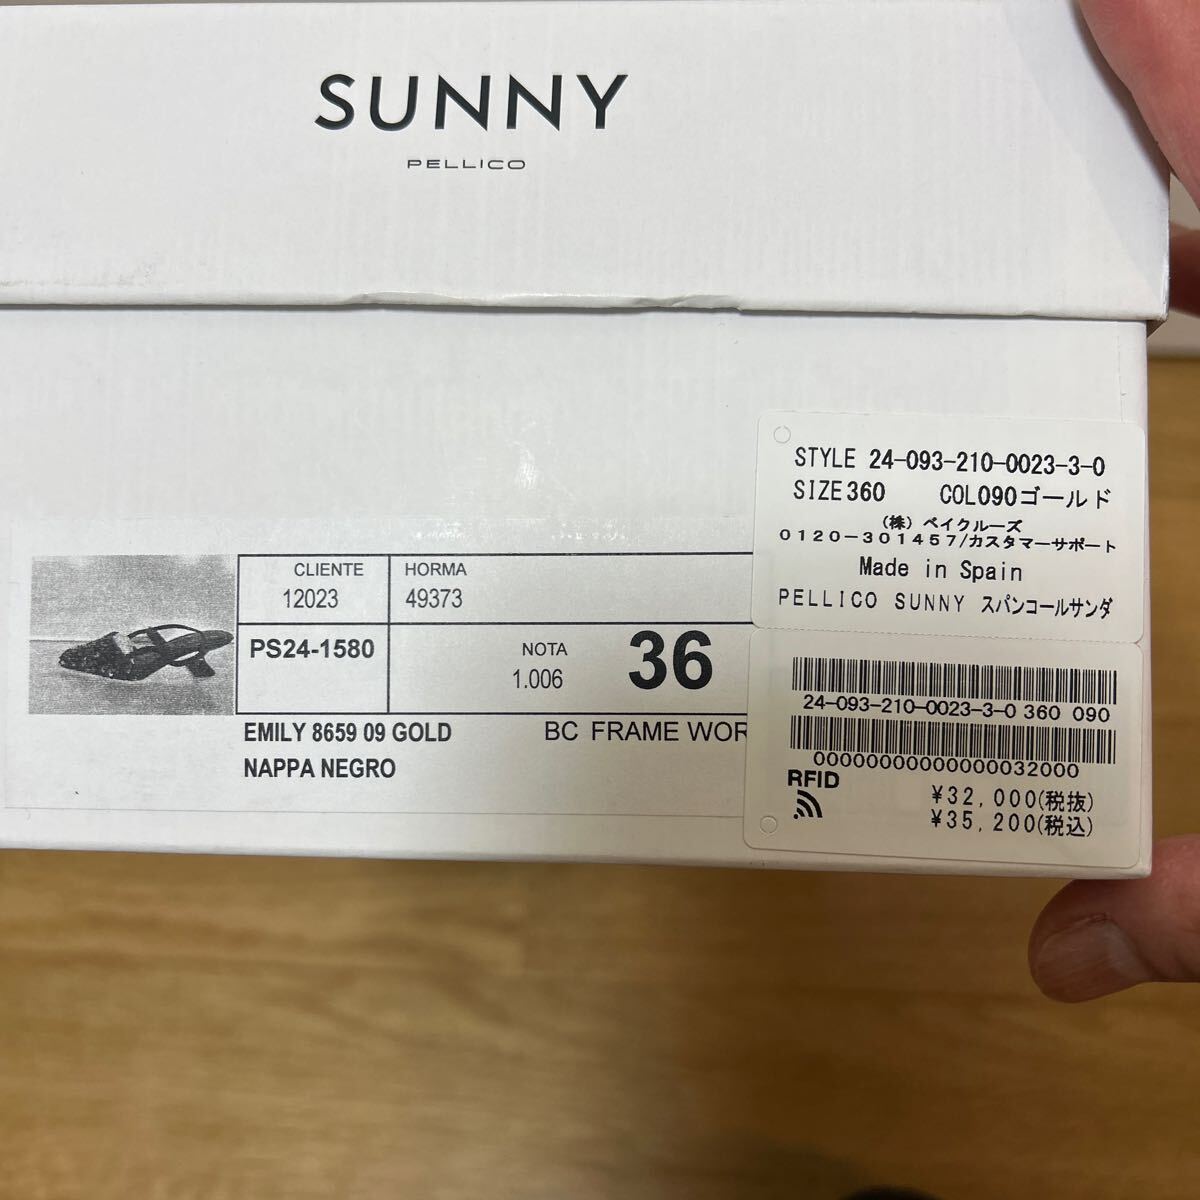 SUNNY
PELLICO
STYLE 24-093-210-0023-3-0
SIZE360 COL090ゴールド
(株) ベイクルーズ
0120-301457/カスタマーサポート
Made in Spain
PELLICO SUNNY スパンコールサンダ
24-093-210-0023-3-0 360 090
00000000000000032000
RFID
¥32,000(税抜)
¥35,200(税込)
CLIENTE
12023
HORMA
49373
PS24-1580
NOTA
1.006
36
EMILY 8659 09 GOLD
BC FRAME WOR
NAPPA NEGRO